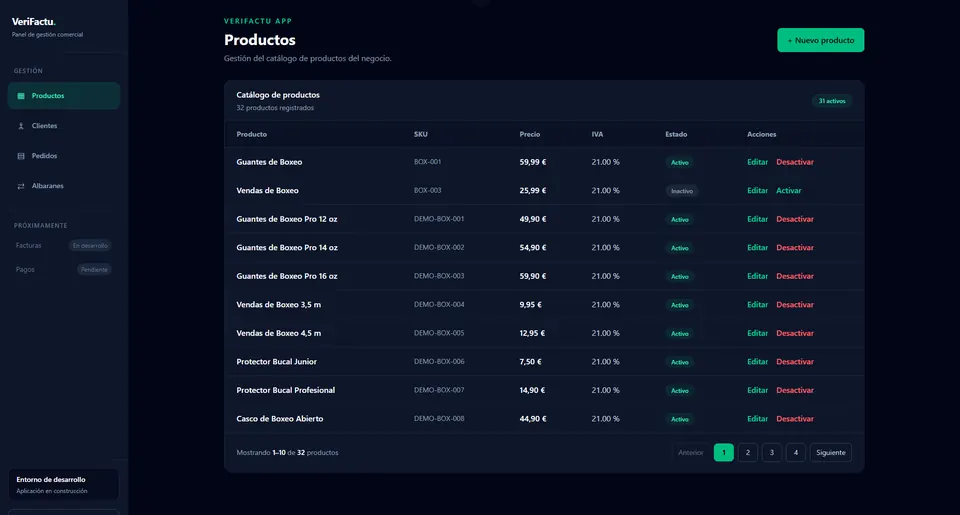 VeriFactu.
Panel de gestión comercial
GESTIÓN
Productos
Clientes
Pedidos
Albaranes
PRÓXIMAMENTE
Facturas En desarrollo
Pagos Pendiente
Entorno de desarrollo
Aplicación en construcción
VERIFACTU APP
Productos
Gestión del catálogo de productos del negocio.
+ Nuevo producto
Catálogo de productos
32 productos registrados
31 activos
Producto SKU Precio IVA Estado Acciones
Guantes de Boxeo BOX-001 59,99 € 21.00 % Activo Editar Desactivar
Vendas de Boxeo BOX-003 25,99 € 21.00 % Inactivo Editar Activar
Guantes de Boxeo Pro 12 oz DEMO-BOX-001 49,90 € 21.00 % Activo Editar Desactivar
Guantes de Boxeo Pro 14 oz DEMO-BOX-002 54,90 € 21.00 % Activo Editar Desactivar
Guantes de Boxeo Pro 16 oz DEMO-BOX-003 59,90 € 21.00 % Activo Editar Desactivar
Vendas de Boxeo 3,5 m DEMO-BOX-004 9,95 € 21.00 % Activo Editar Desactivar
Vendas de Boxeo 4,5 m DEMO-BOX-005 12,95 € 21.00 % Activo Editar Desactivar
Protector Bucal Junior DEMO-BOX-006 7,50 € 21.00 % Activo Editar Desactivar
Protector Bucal Profesional DEMO-BOX-007 14,90 € 21.00 % Activo Editar Desactivar
Casco de Boxeo Abierto DEMO-BOX-008 44,90 € 21.00 % Activo Editar Desactivar
Mostrando 1–10 de 32 productos
Anterior 1 2 3 4 Siguiente